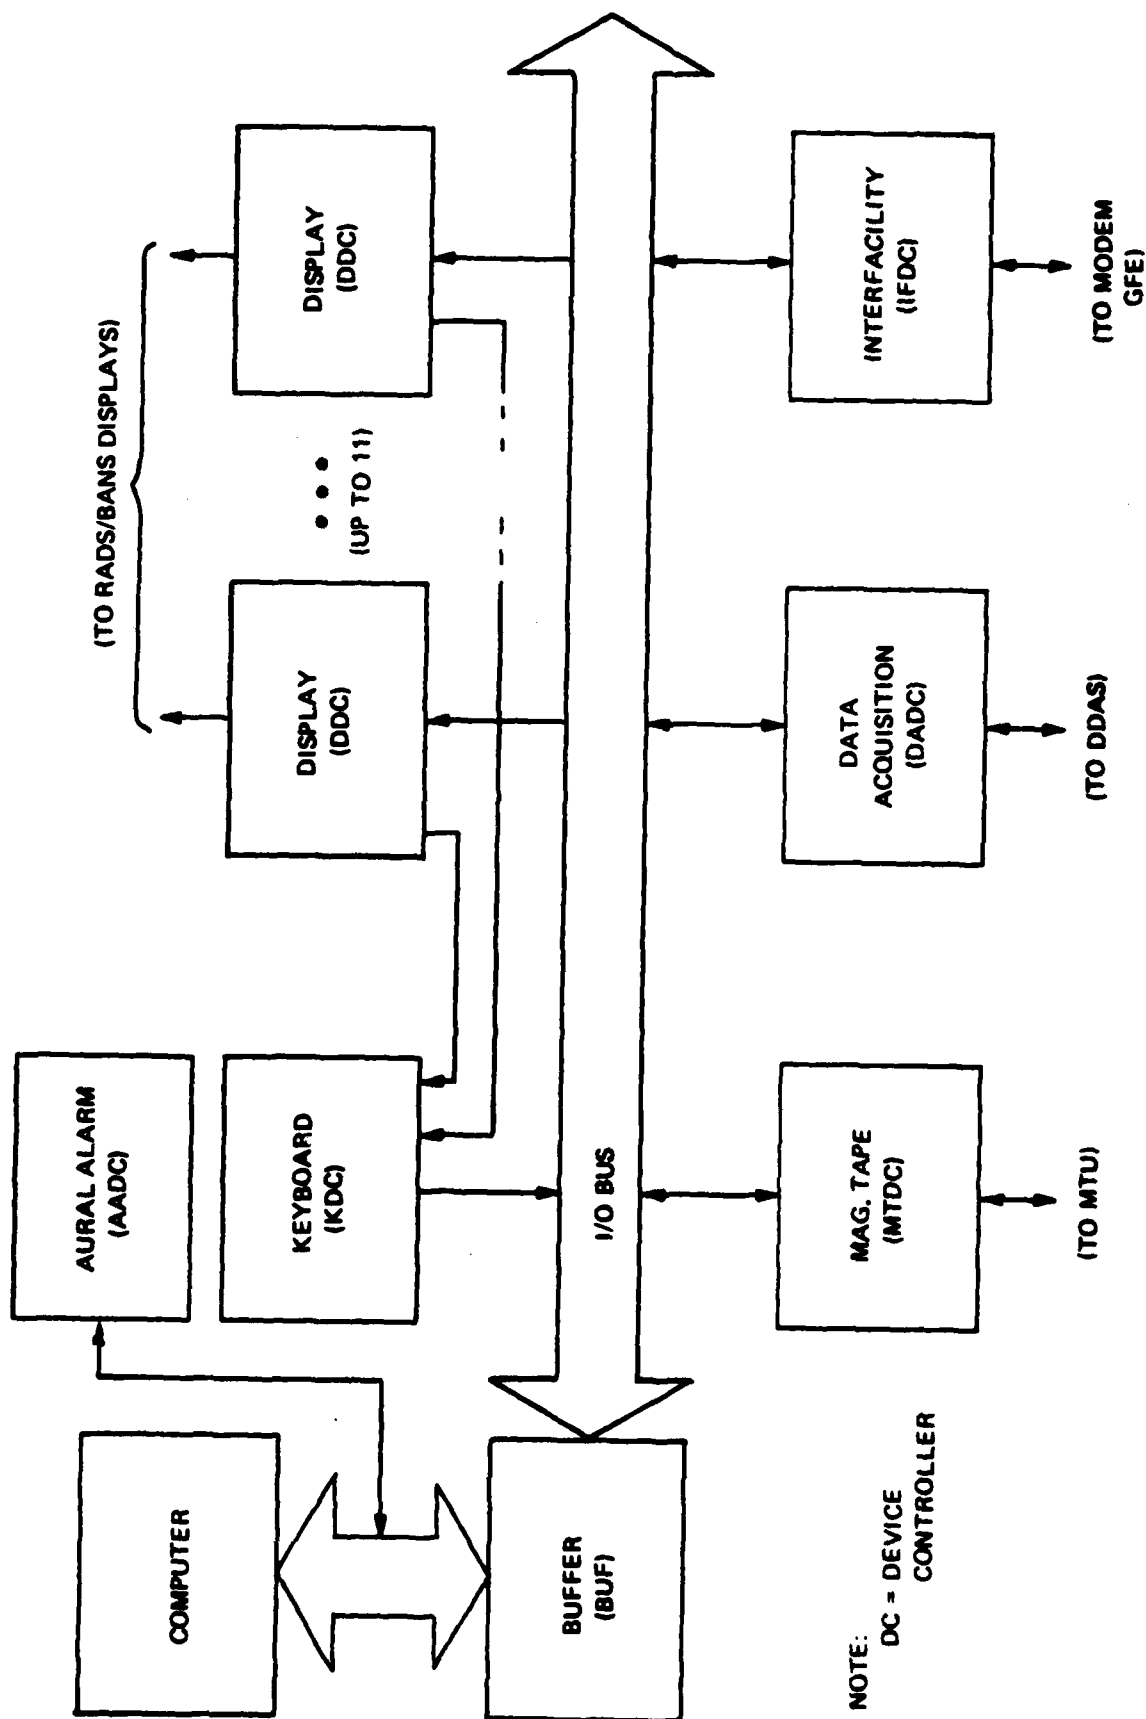 (TO RADS/BANS DISPLAYS)
AURAL ALARM
(AADC)
COMPUTER
KEYBOARD
(KDC)
DISPLAY
(DDC)
(UP TO 11)
DISPLAY
(DDC)
BUFFER
(BUF)
I/O BUS
MAG. TAPE
(MTDC)
DATA
ACQUISITION
(DADC)
INTERFACILITY
(IFDC)
(TO MTU)
(TO DDAS)
(TO MODEM
GFE)
NOTE:
DC = DEVICE
CONTROLLER